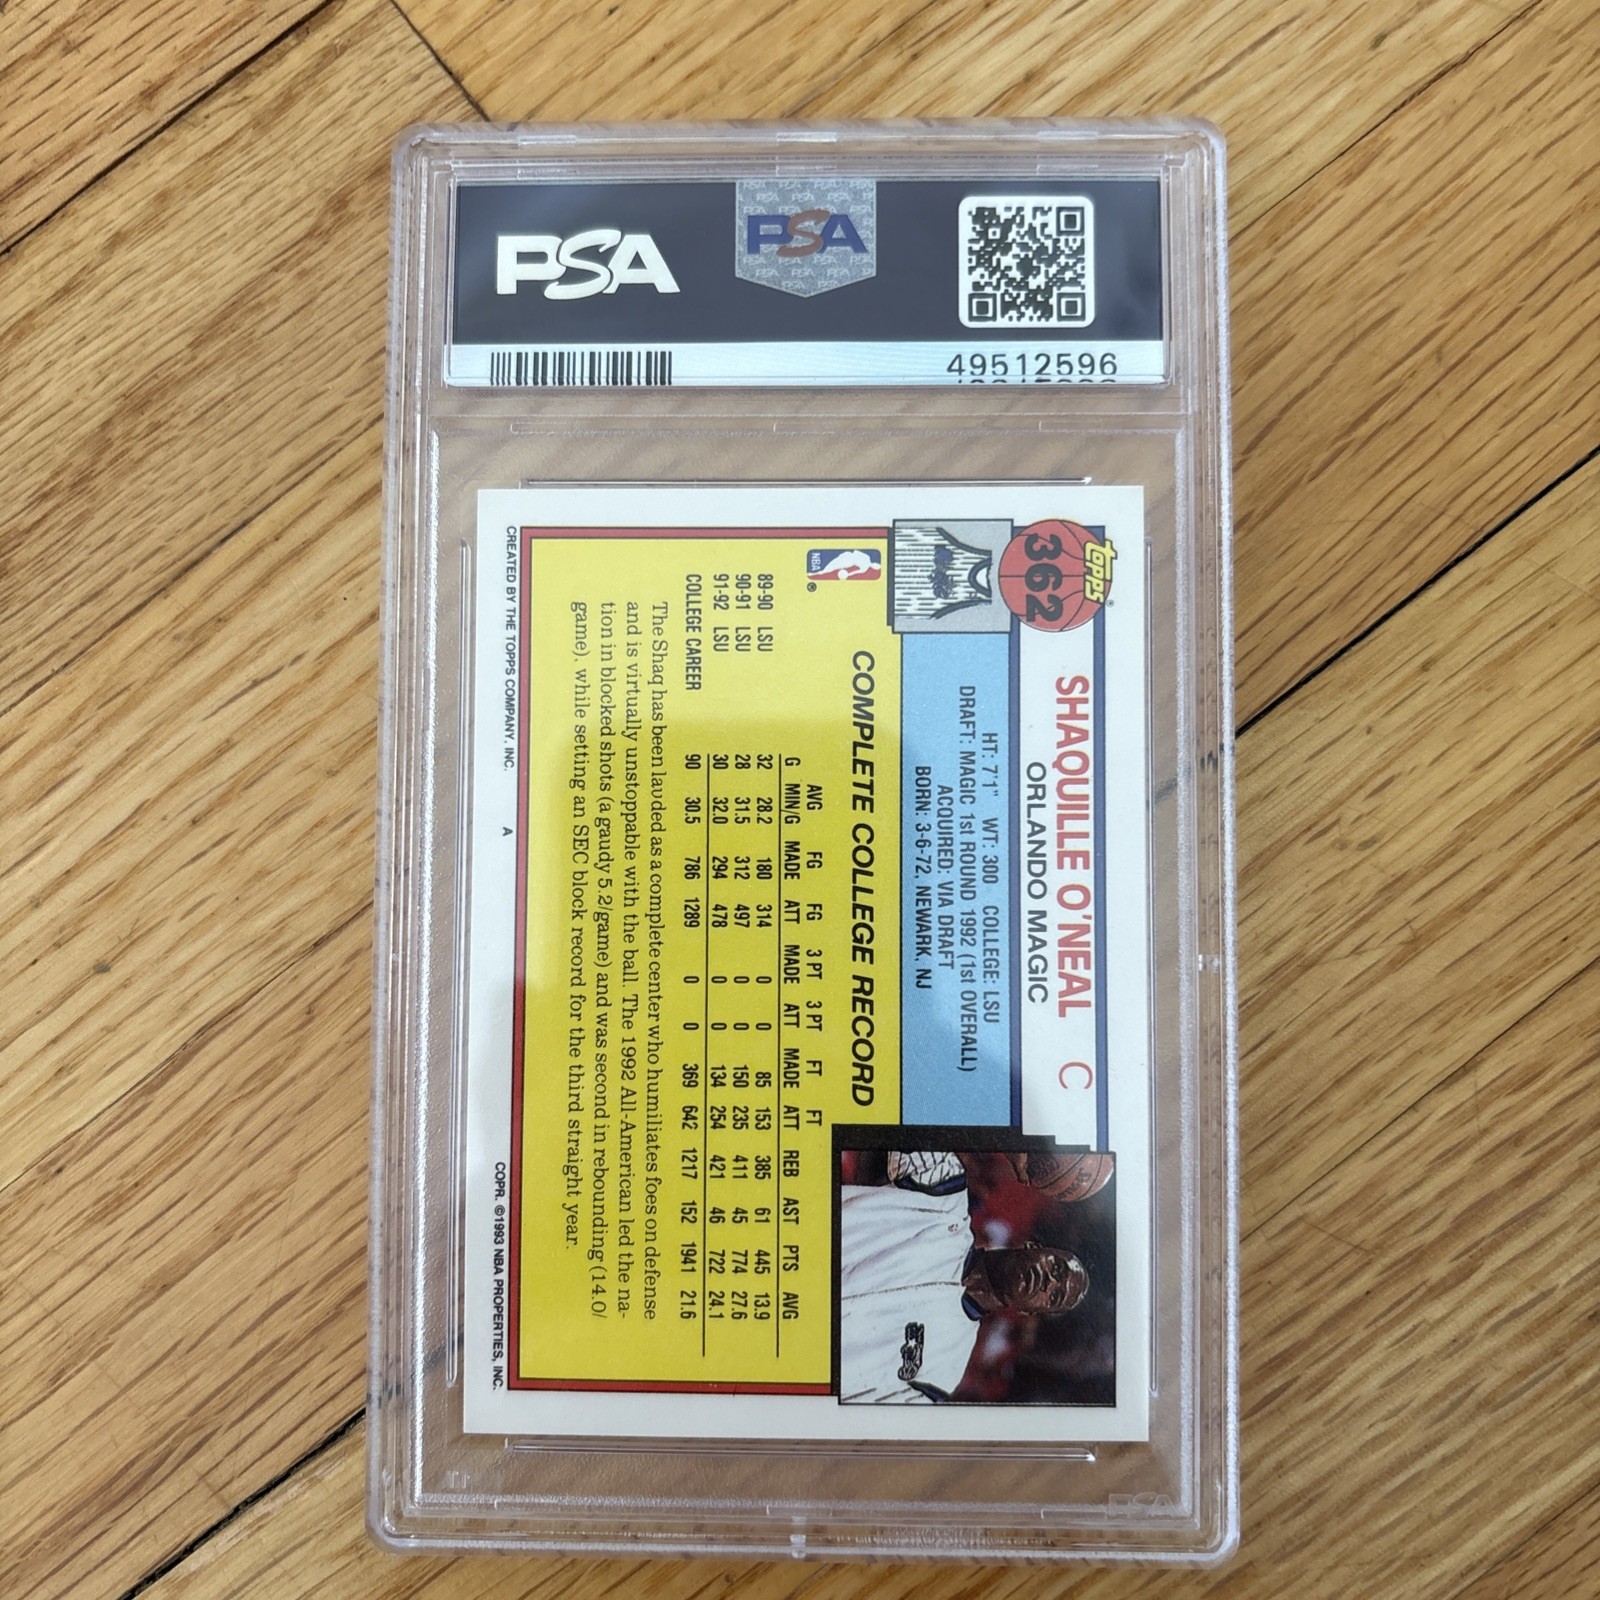 PSA
PSA
49512596
topps
362
SHAQUILLE O'NEAL C
ORLANDO MAGIC
HT: 7'1" WT: 300 COLLEGE: LSU
DRAFT: MAGIC 1st ROUND 1992 (1st OVERALL)
ACQUIRED: VIA DRAFT
BORN: 3-6-72, NEWARK, NJ
NBA
COMPLETE COLLEGE RECORD
AVG FG FG 3 PT 3 PT FT FT
G MIN/G MADE ATT MADE ATT MADE ATT REB AST PTS AVG
89-90 LSU 32 28.2 180 314 0 0 85 153 385 61 445 13.9
90-91 LSU 28 31.5 312 497 0 0 150 235 411 45 774 27.6
91-92 LSU 30 32.0 294 478 0 0 134 254 421 46 722 24.1
COLLEGE CAREER 90 30.5 786 1289 0 0 369 642 1217 152 1941 21.6
The Shaq has been lauded as a complete center who humiliates foes on defense
and is virtually unstoppable with the ball. The 1992 All-American led the na-
tion in blocked shots (a gaudy 5.2/game) and was second in rebounding (14.0/
game), while setting an SEC block record for the third straight year.
CREATED BY THE TOPPS COMPANY, INC. A COPR. ©1993 NBA PROPERTIES, INC.
PSA